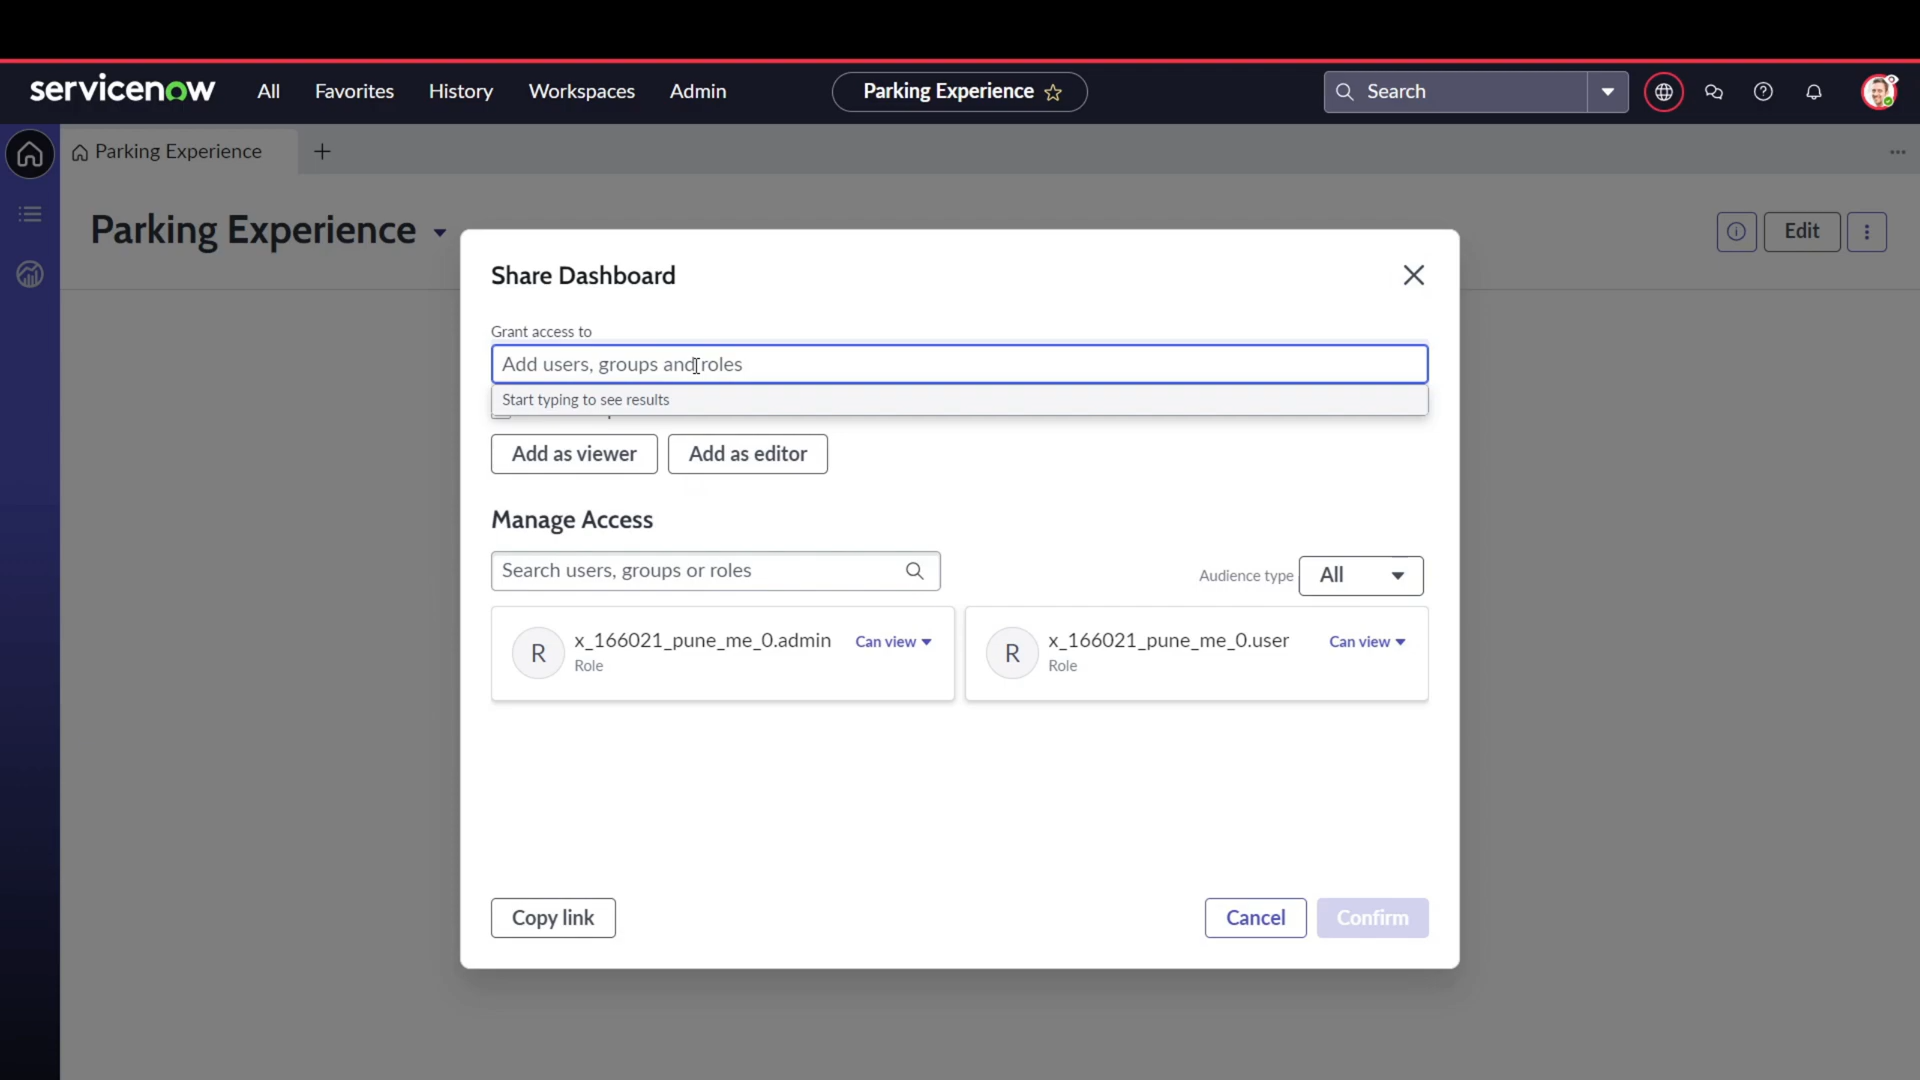 servicenow All Favorites History Workspaces Admin Parking Experience Search
Parking Experience
Parking Experience
Edit
Share Dashboard
Grant access to
Add users, groups and roles
Start typing to see results
Add as viewer Add as editor
Manage Access
Search users, groups or roles
Audience type All
R x_166021_pune_me_0.admin Can view
Role
R x_166021_pune_me_0.user Can view
Role
Copy link Cancel Confirm